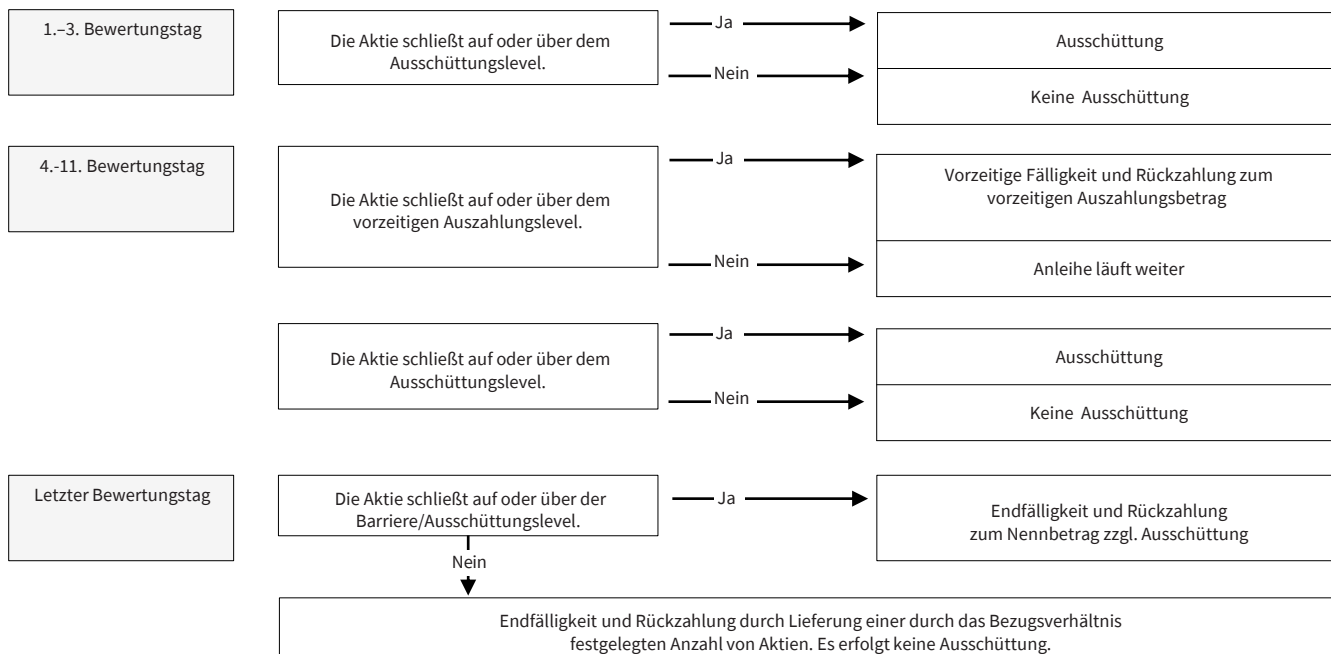 1.–3. Bewertungstag
Die Aktie schließt auf oder über dem
Ausschüttungslevel.
Ja
Ausschüttung
Nein
Keine Ausschüttung
4.-11. Bewertungstag
Die Aktie schließt auf oder über dem
vorzeitigen Auszahlungslevel.
Ja
Vorzeitige Fälligkeit und Rückzahlung zum
vorzeitigen Auszahlungsbetrag
Nein
Anleihe läuft weiter
Die Aktie schließt auf oder über dem
Ausschüttungslevel.
Ja
Ausschüttung
Nein
Keine Ausschüttung
Letzter Bewertungstag
Die Aktie schließt auf oder über der
Barriere/Ausschüttungslevel.
Ja
Endfälligkeit und Rückzahlung
zum Nennbetrag zzgl. Ausschüttung
Nein
Endfälligkeit und Rückzahlung durch Lieferung einer durch das Bezugsverhältnis
festgelegten Anzahl von Aktien. Es erfolgt keine Ausschüttung.